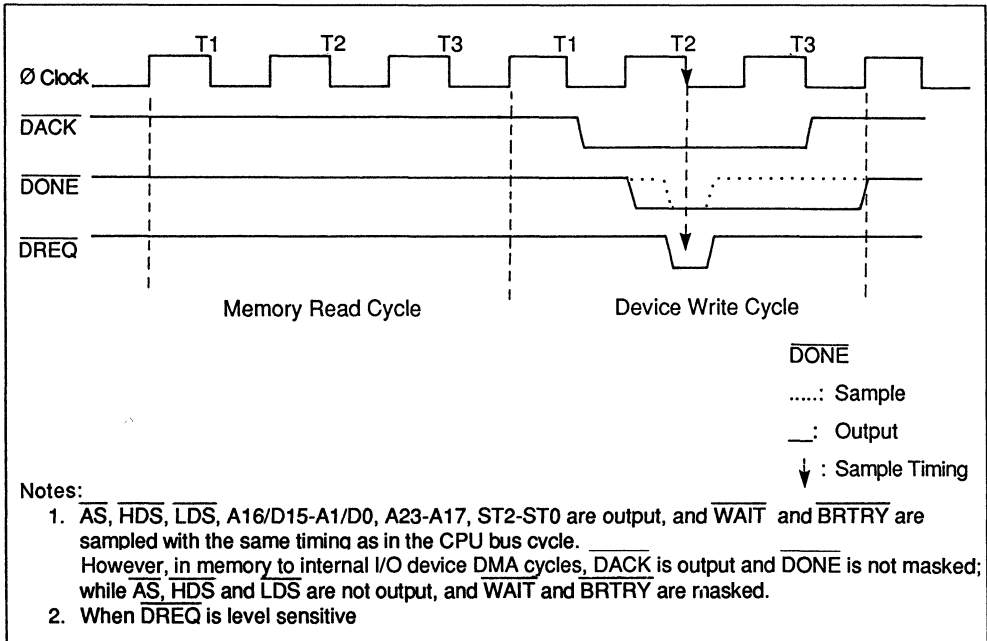 T1 T2 T3 T1 T2 T3
Ø Clock
DACK
DONE
DREQ
Memory Read Cycle Device Write Cycle
DONE
.....: Sample
__: Output
: Sample Timing
Notes:
1. AS, HDS, LDS, A16/D15-A1/D0, A23-A17, ST2-ST0 are output, and WAIT and BRTRY are
sampled with the same timing as in the CPU bus cycle.
However, in memory to internal I/O device DMA cycles, DACK is output and DONE is not masked;
while AS, HDS and LDS are not output, and WAIT and BRTRY are masked.
2. When DREQ is level sensitive